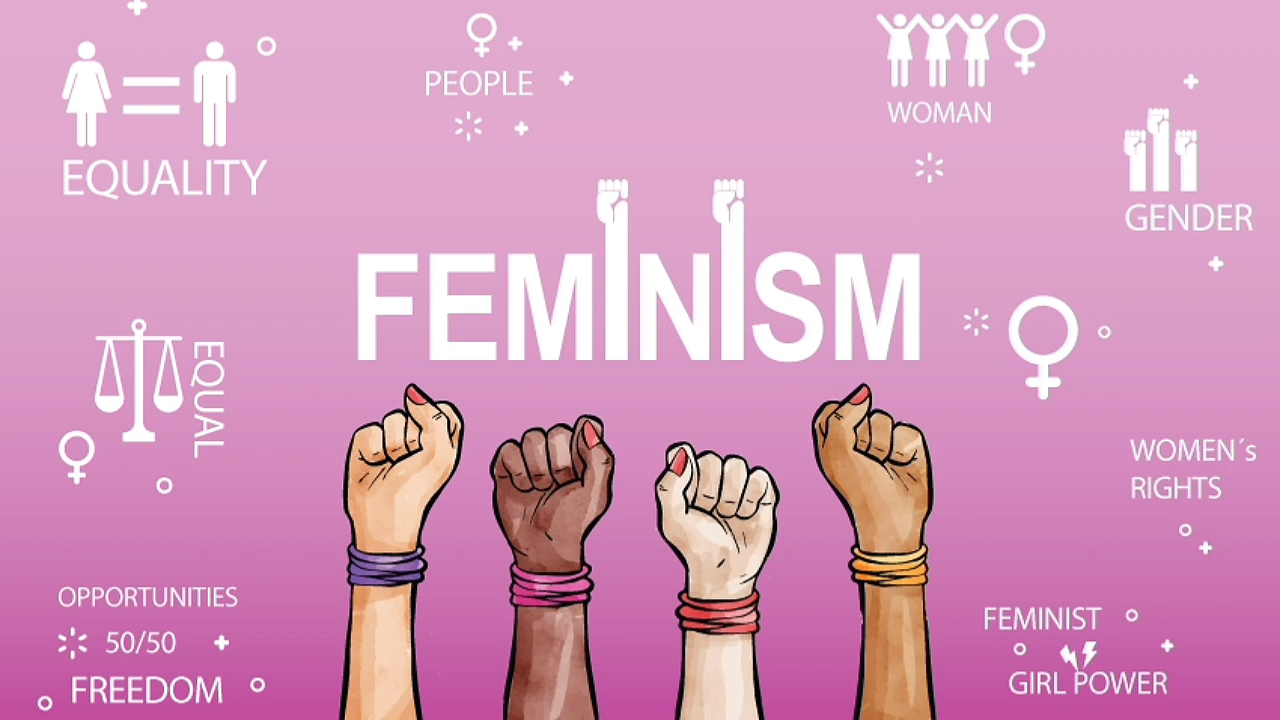 EQUALITY
PEOPLE
WOMAN
GENDER
FEMINISM
EQUAL
WOMEN´s
RIGHTS
OPPORTUNITIES
50/50
FREEDOM
FEMINIST
GIRL POWER